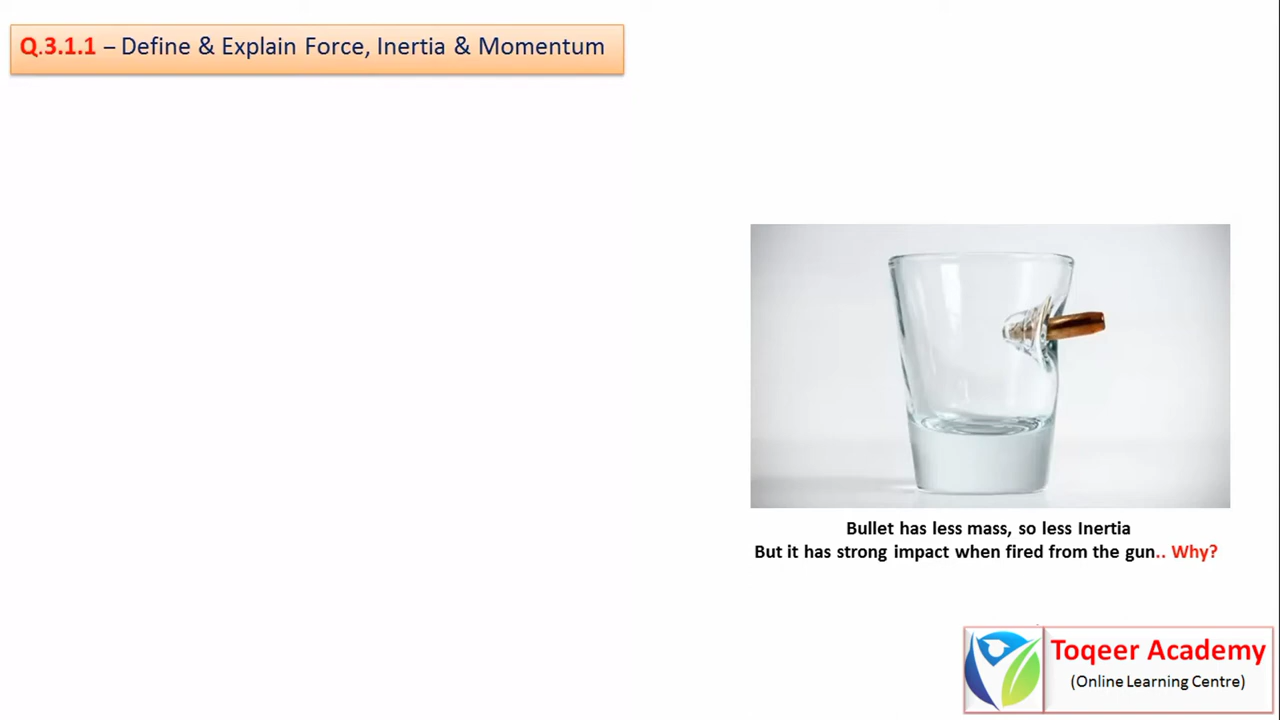 Q.3.1.1 – Define & Explain Force, Inertia & Momentum
Bullet has less mass, so less Inertia
But it has strong impact when fired from the gun.. Why?
Toqeer Academy
(Online Learning Centre)